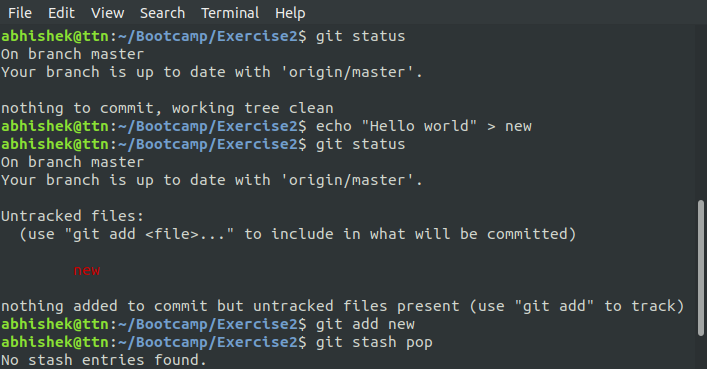 File Edit View Search Terminal Help
abhishek@ttn:~/Bootcamp/Exercise2$ git status
On branch master
Your branch is up to date with 'origin/master'.
nothing to commit, working tree clean
abhishek@ttn:~/Bootcamp/Exercise2$ echo "Hello world" > new
abhishek@ttn:~/Bootcamp/Exercise2$ git status
On branch master
Your branch is up to date with 'origin/master'.
Untracked files:
  (use "git add <file>..." to include in what will be committed)
        new
nothing added to commit but untracked files present (use "git add" to track)
abhishek@ttn:~/Bootcamp/Exercise2$ git add new
abhishek@ttn:~/Bootcamp/Exercise2$ git stash pop
No stash entries found.